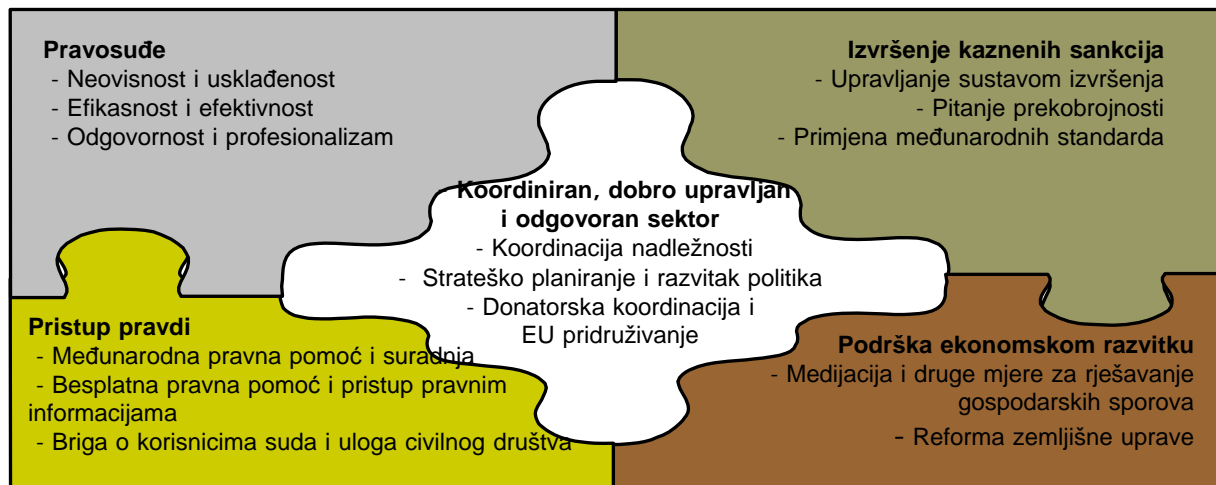 Pravosuđe
- Neovisnost i usklađenost
- Efikasnost i efektivnost
- Odgovornost i profesionalizam
Izvršenje kaznenih sankcija
- Upravljanje sustavom izvršenja
- Pitanje prekobrojnosti
- Primjena međunarodnih standarda
- Koordiniran, dobro upravljan
i odgovoran sektor
- Koordinacija nadležnosti
- Strateško planiranje i razvitak politika
- Donatorska koordinacija i
EU pridruživanje
Pristup pravdi
- Međunarodna pravna pomoć i suradnja
- Besplatna pravna pomoć i pristup pravnim
informacijama
- Briga o korisnicima suda i uloga civilnog društva
Podrška ekonomskom razvitku
- Medijacija i druge mjere za rješavanje
gospodarskih sporova
- Reforma zemljišne uprave